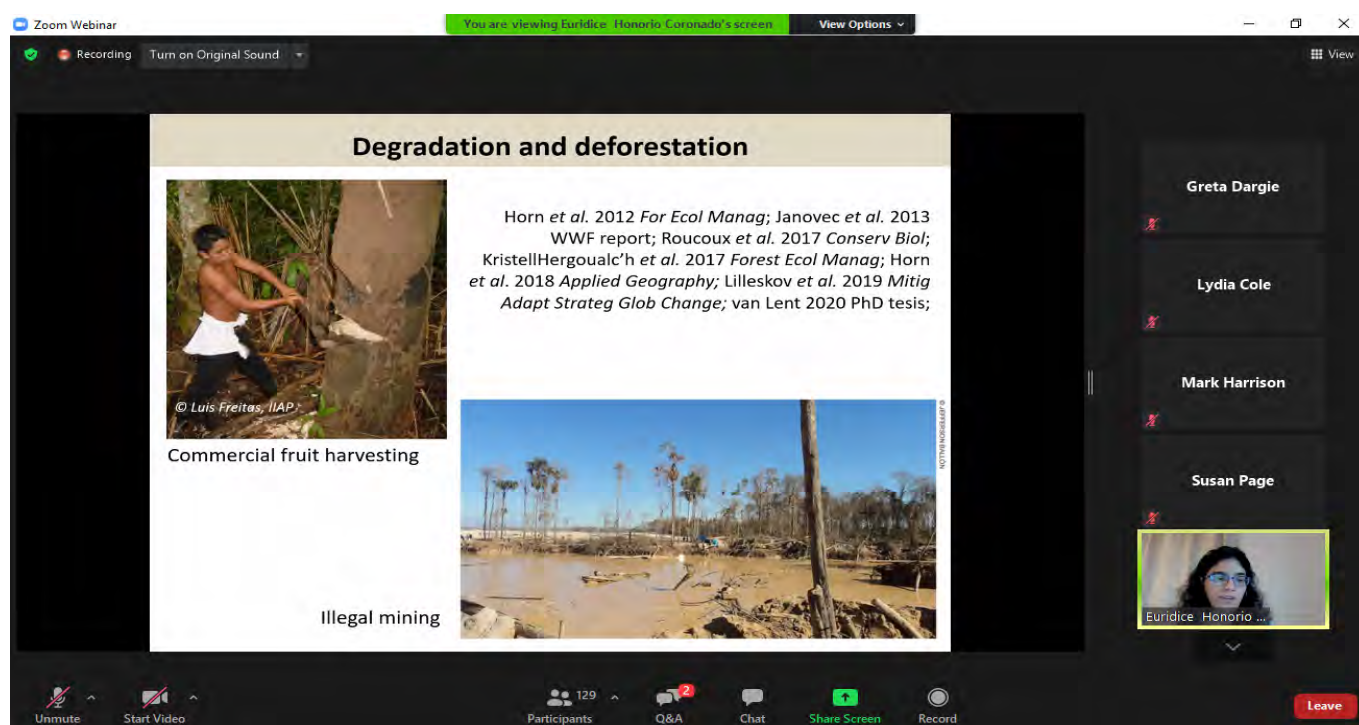 Zoom Webinar
You are viewing Euridice Honorio Coronado's screen
View Options
Recording
Turn on Original Sound
View
Degradation and deforestation
Horn et al. 2012 For Ecol Manag; Janovec et al. 2013
WWF report; Roucoux et al. 2017 Conserv Biol;
KristellHergoualc'h et al. 2017 Forest Ecol Manag; Horn
et al. 2018 Applied Geography; Lilleskov et al. 2019 Mitig
Adapt Strateg Glob Change; van Lent 2020 PhD tesis;
© Luis Freitas, IIAP
Commercial fruit harvesting
© JEFFERSON BALLON
Illegal mining
Greta Dargie
Lydia Cole
Mark Harrison
Susan Page
Euridice Honorio ...
Unmute
Start Video
129
Participants
2
Q&A
Chat
Share Screen
Record
Leave